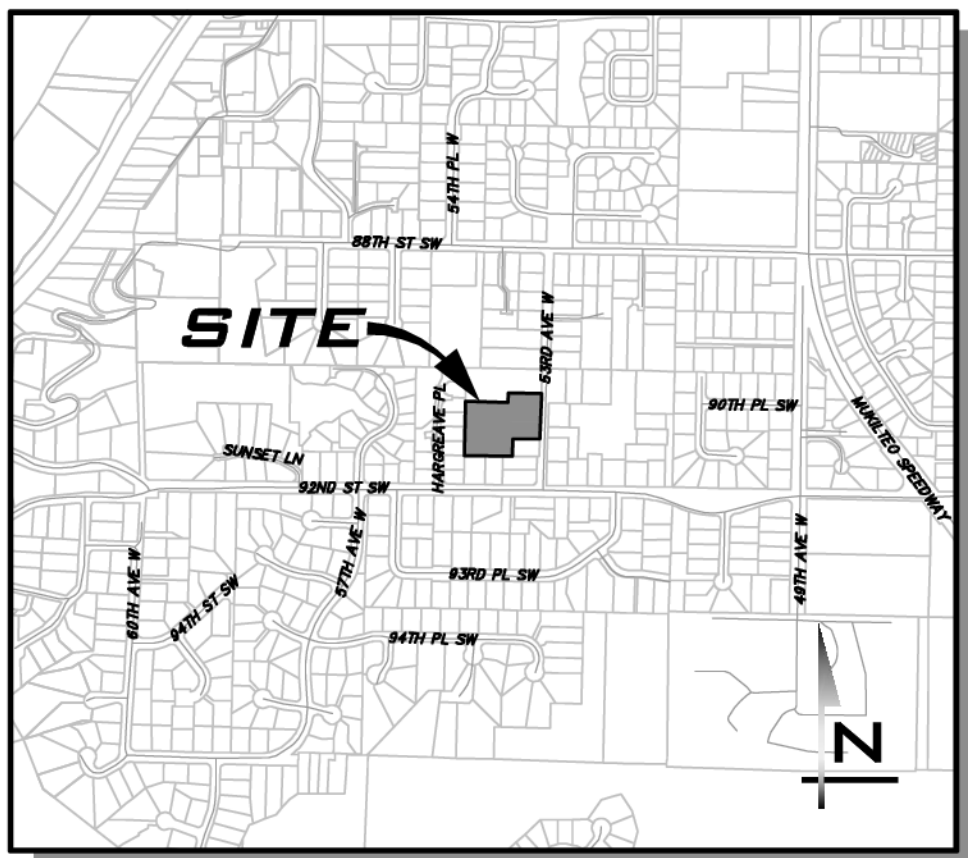 54TH PL W
88TH ST SW
SITE
53RD AVE W
HARGREAVE PL
90TH PL SW
MUKILTEO SPEEDWAY
SUNSET LN
92ND ST SW
57TH AVE W
49TH AVE W
60TH AVE W
94TH ST SW
93RD PL SW
94TH PL SW
N